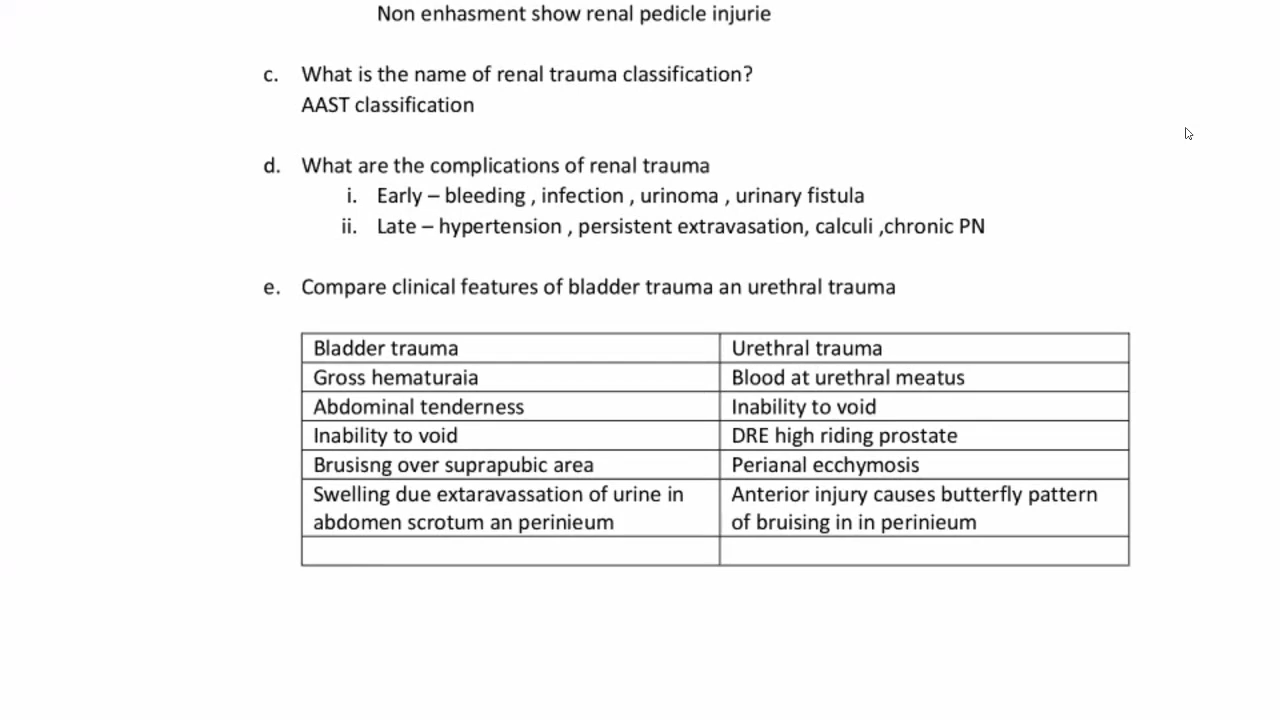 Non enhasment show renal pedicle injurie
c. What is the name of renal trauma classification?
AAST classification
d. What are the complications of renal trauma
i. Early – bleeding , infection , urinoma , urinary fistula
ii. Late – hypertension , persistent extravasation, calculi ,chronic PN
e. Compare clinical features of bladder trauma an urethral trauma
Bladder trauma Urethral trauma
Gross hematuraia Blood at urethral meatus
Abdominal tenderness Inability to void
Inability to void DRE high riding prostate
Brusisng over suprapubic area Perianal ecchymosis
Swelling due extaravassation of urine in Anterior injury causes butterfly pattern
abdomen scrotum an perinieum of bruising in in perinieum